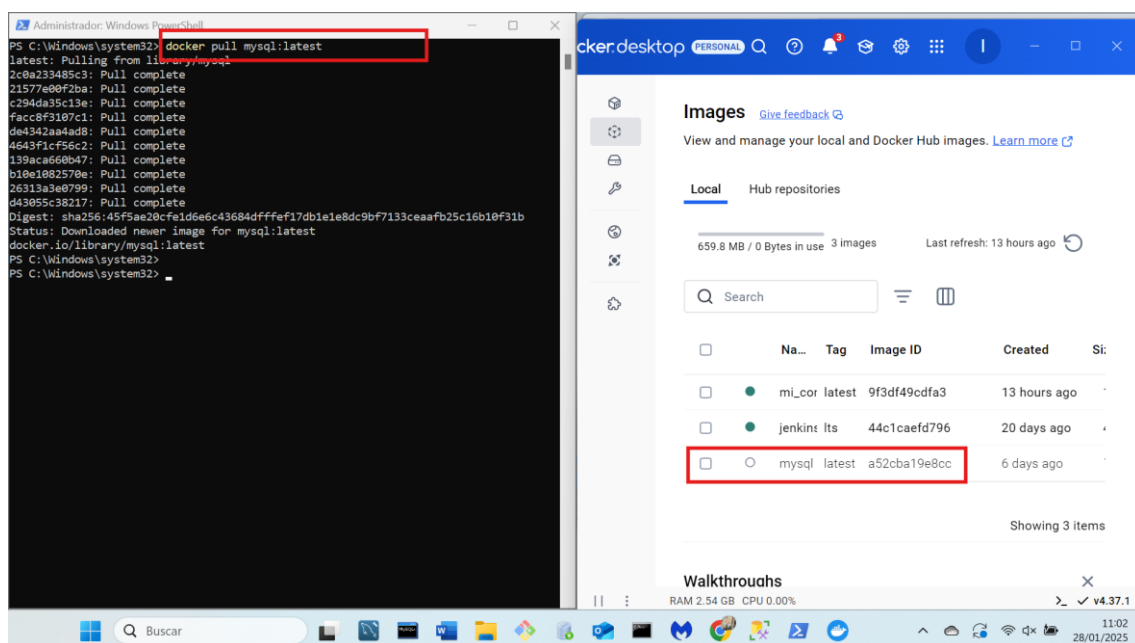 Administrador: Windows PowerShell
PS C:\Windows\system32> docker pull mysql:latest
latest: Pulling from library/mysql
2c0a233485c3: Pull complete
21577e00f2ba: Pull complete
c294da35c13e: Pull complete
facc8f3107c1: Pull complete
de4342aa4ad8: Pull complete
4643f1cf56c2: Pull complete
139aca660b47: Pull complete
b10e1082570e: Pull complete
26313a3e0799: Pull complete
d43055c38217: Pull complete
Digest: sha256:45f5ae20cfe1d6e6c43684dfffef17db1e1e8dc9bf7133ceaafb25c16b10f31b
Status: Downloaded newer image for mysql:latest
docker.io/library/mysql:latest
PS C:\Windows\system32>
PS C:\Windows\system32>
cker.desktop PERSONAL 3 I
Images Give feedback
View and manage your local and Docker Hub images. Learn more
Local Hub repositories
659.8 MB / 0 Bytes in use 3 images Last refresh: 13 hours ago
Search
Na... Tag Image ID Created Si:
mi_cor latest 9f3df49cdfa3 13 hours ago
jenkins lts 44c1caefd796 20 days ago
mysql latest a52cba19e8cc 6 days ago
Showing 3 items
Walkthroughs
RAM 2.54 GB CPU 0.00% v4.37.1
Buscar
11:02
28/01/2025